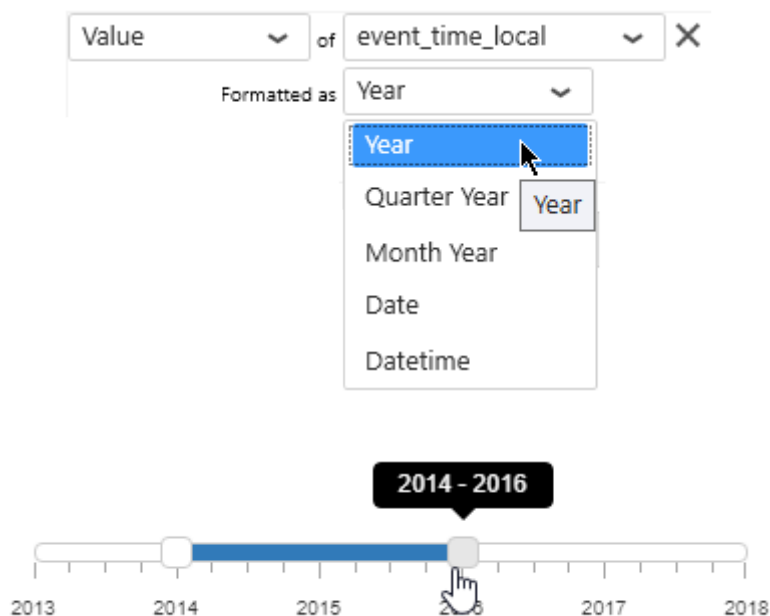 Value of event_time_local
Formatted as Year
Year
Quarter Year
Year
Month Year
Date
Datetime
2014 - 2016
2013 2014 2015 2017 2018